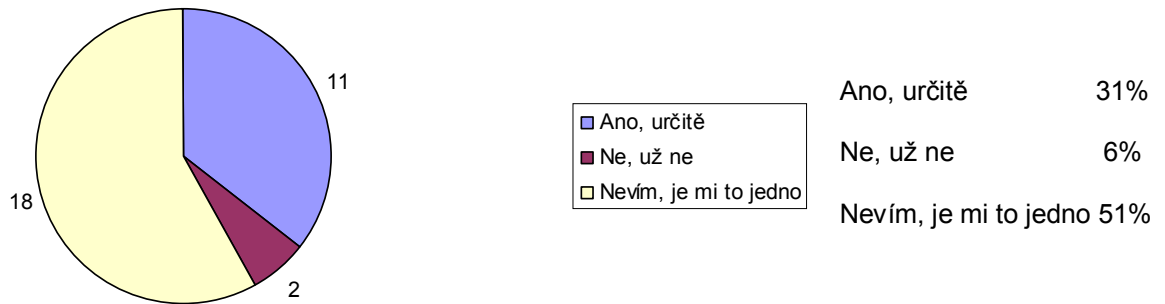 11
18
2
Ano, určitě
Ne, už ne
Nevím, je mi to jedno
Ano, určitě 31%
Ne, už ne 6%
Nevím, je mi to jedno 51%